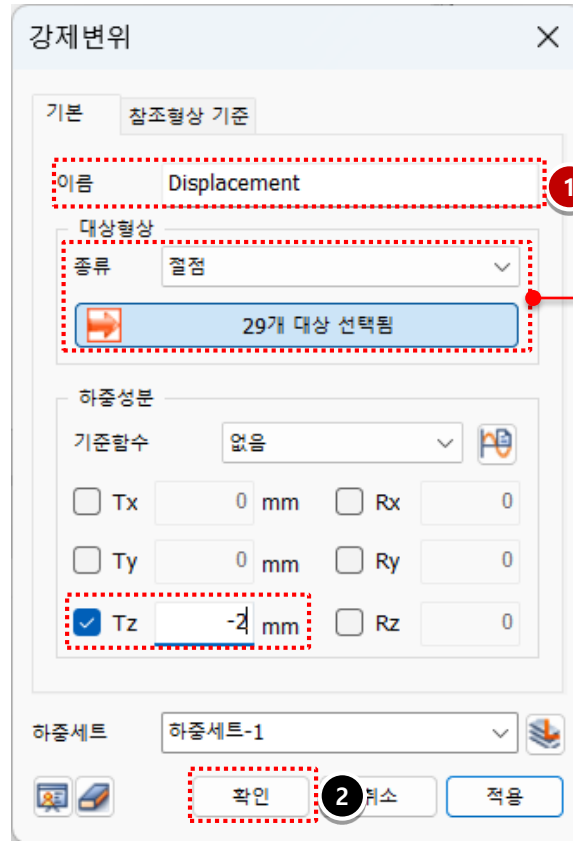 강제변위
기본 참조형상 기준
이름 Displacement
1
대상형상
종류 절점
29개 대상 선택됨
하중성분
기준함수 없음
Tx 0 mm Rx 0
Ty 0 mm Ry 0
Tz -2 mm Rz 0
하중세트 하중세트-1
확인 2 적용